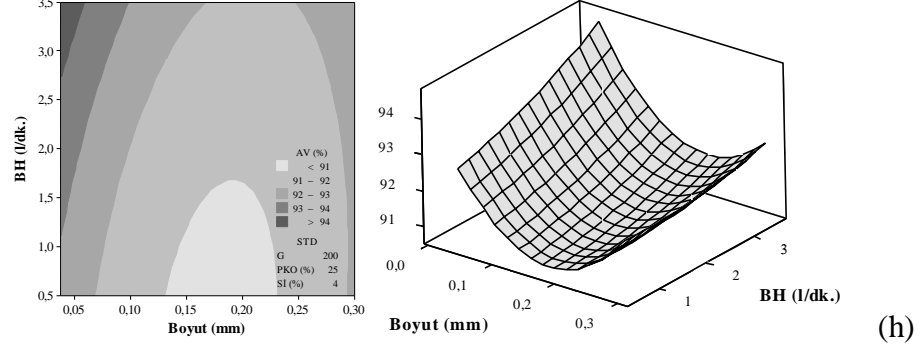 3,5
3,0
2,5
2,0
1,5
1,0
0,5
BH (l/dk.)
0,05 0,10 0,15 0,20 0,25 0,30
Boyut (mm)
AV (%)
< 91
91 – 92
92 – 93
93 – 94
> 94
STD
G 200
PKO (%) 25
Sİ (%) 4
94
93
92
91
0,0
0,1
0,2
0,3
Boyut (mm)
1
2
3
BH (l/dk.)
(h)